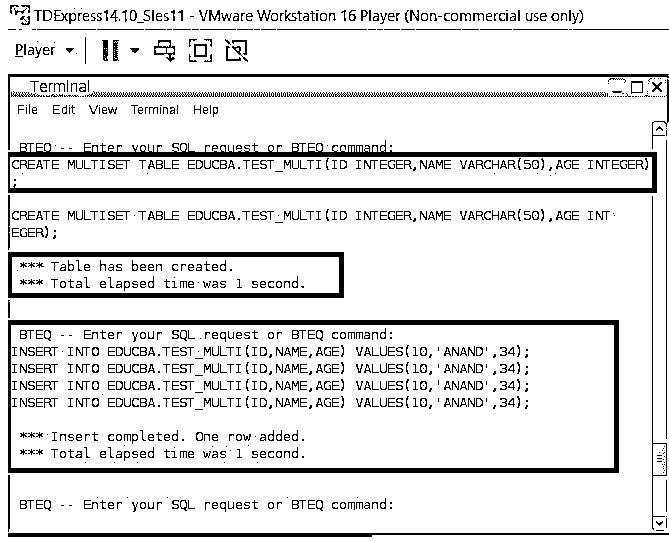 TDExpress14.10_Sles11 - VMware Workstation 16 Player (Non-commercial use only)
Player
Terminal
File Edit View Terminal Help
BTEQ -- Enter your SQL request or BTEQ command:
CREATE MULTISET TABLE EDUCBA.TEST_MULTI(ID INTEGER,NAME VARCHAR(50),AGE INTEGER)
;
CREATE MULTISET TABLE EDUCBA.TEST_MULTI(ID INTEGER,NAME VARCHAR(50),AGE INT
EGER);
*** Table has been created.
*** Total elapsed time was 1 second.
BTEQ -- Enter your SQL request or BTEQ command:
INSERT INTO EDUCBA.TEST_MULTI(ID,NAME,AGE) VALUES(10,'ANAND',34);
INSERT INTO EDUCBA.TEST_MULTI(ID,NAME,AGE) VALUES(10,'ANAND',34);
INSERT INTO EDUCBA.TEST_MULTI(ID,NAME,AGE) VALUES(10,'ANAND',34);
INSERT INTO EDUCBA.TEST_MULTI(ID,NAME,AGE) VALUES(10,'ANAND',34);
*** Insert completed. One row added.
*** Total elapsed time was 1 second.
BTEQ -- Enter your SQL request or BTEQ command: